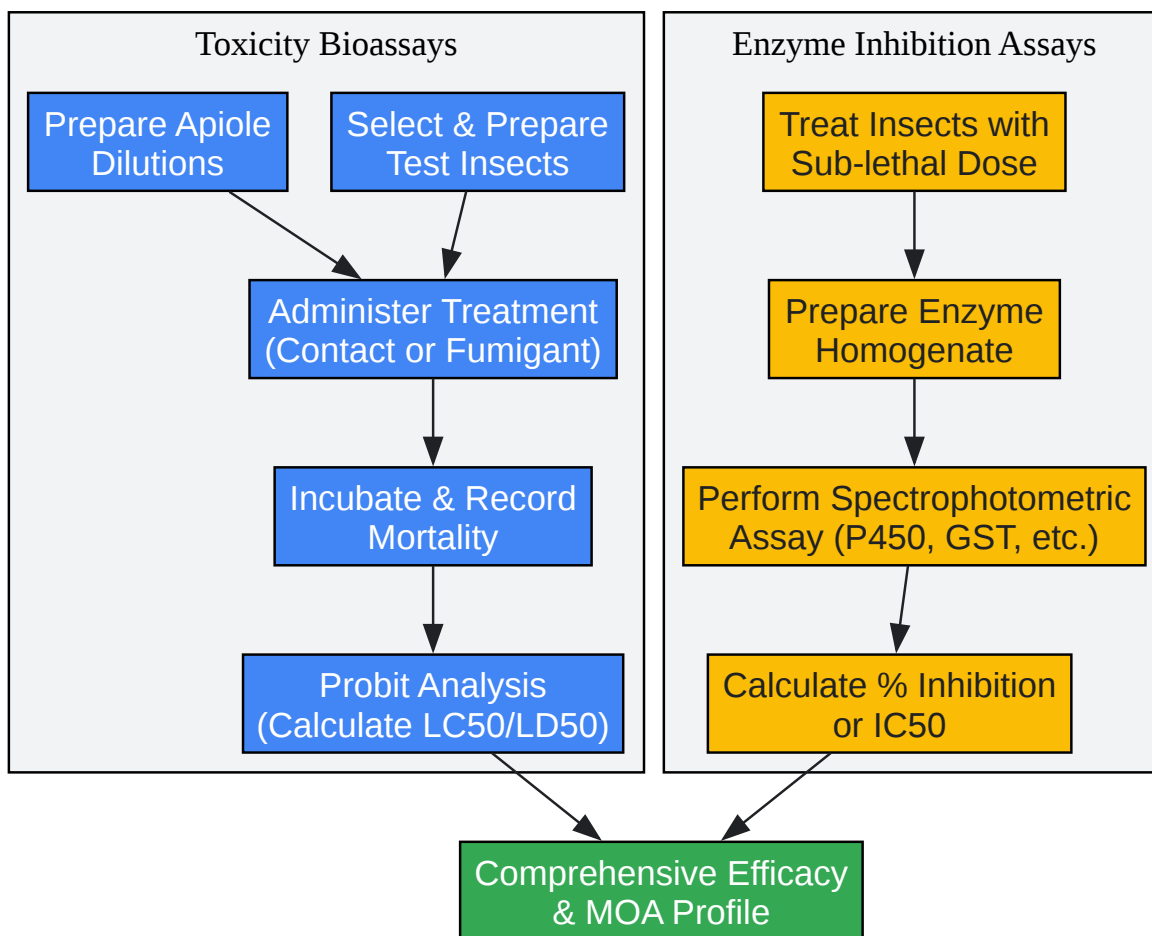 Toxicity Bioassays
Prepare Apiole
Dilutions
Select & Prepare
Test Insects
Administer Treatment
(Contact or Fumigant)
Incubate & Record
Mortality
Probit Analysis
(Calculate LC50/LD50)
Enzyme Inhibition Assays
Treat Insects with
Sub-lethal Dose
Prepare Enzyme
Homogenate
Perform Spectrophotometric
Assay (P450, GST, etc.)
Calculate % Inhibition
or IC50
Comprehensive Efficacy
& MOA Profile